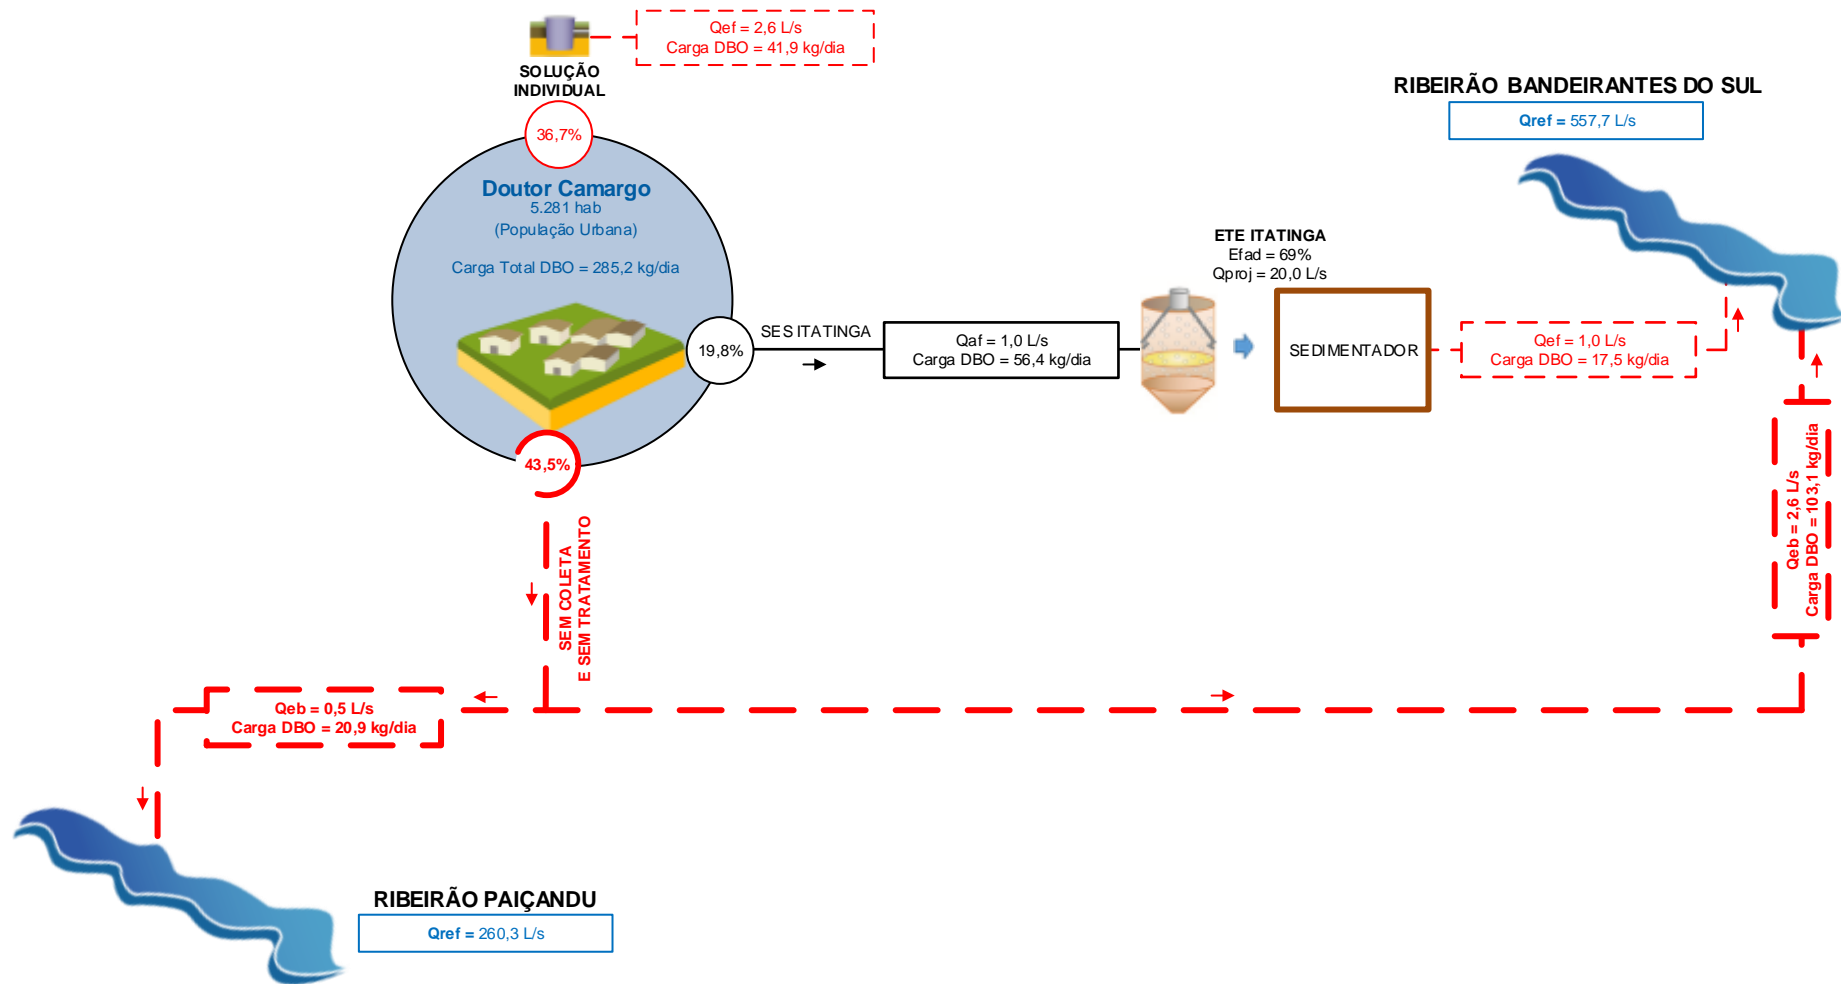 Qef = 2,6 L/s
Carga DBO = 41,9 kg/dia
SOLUÇÃO
INDIVIDUAL
36,7%
Doutor Camargo
5.281 hab
(População Urbana)
Carga Total DBO = 285,2 kg/dia
19,8%
SES ITATINGA
Qaf = 1,0 L/s
Carga DBO = 56,4 kg/dia
ETE ITATINGA
Efad = 69%
Qproj = 20,0 L/s
SEDIMENTADOR
Qef = 1,0 L/s
Carga DBO = 17,5 kg/dia
RIBEIRÃO BANDEIRANTES DO SUL
Qref = 557,7 L/s
43,5%
SEM COLETA
E SEM TRATAMENTO
Qeb = 2,6 L/s
Carga DBO = 103,1 kg/dia
Qeb = 0,5 L/s
Carga DBO = 20,9 kg/dia
RIBEIRÃO PAIÇANDU
Qref = 260,3 L/s